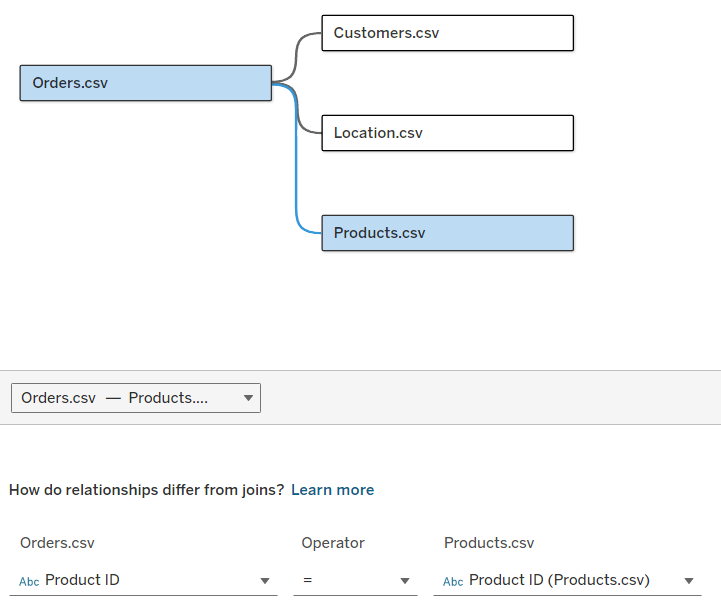 Customers.csv
Orders.csv
Location.csv
Products.csv
Orders.csv — Products....
How do relationships differ from joins? Learn more
Orders.csv Operator Products.csv
Abc Product ID = Abc Product ID (Products.csv)